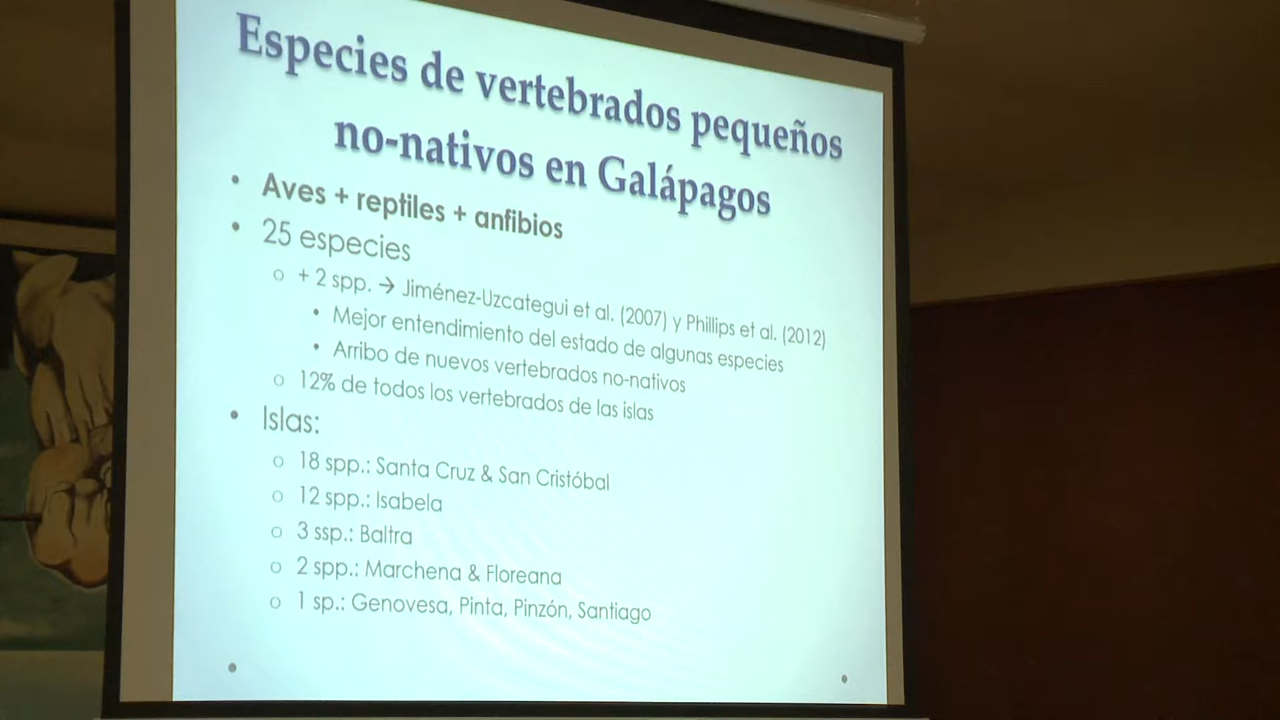 Especies de vertebrados pequeños
no-nativos en Galápagos
• Aves + reptiles + anfibios
• 25 especies
o + 2 spp. → Jiménez-Uzcategui et al. (2007) y Phillips et al. (2012)
• Mejor entendimiento del estado de algunas especies
• Arribo de nuevos vertebrados no-nativos
o 12% de todos los vertebrados de las islas
• Islas:
o 18 spp.: Santa Cruz & San Cristóbal
o 12 spp.: Isabela
o 3 ssp.: Baltra
o 2 spp.: Marchena & Floreana
o 1 sp.: Genovesa, Pinta, Pinzón, Santiago